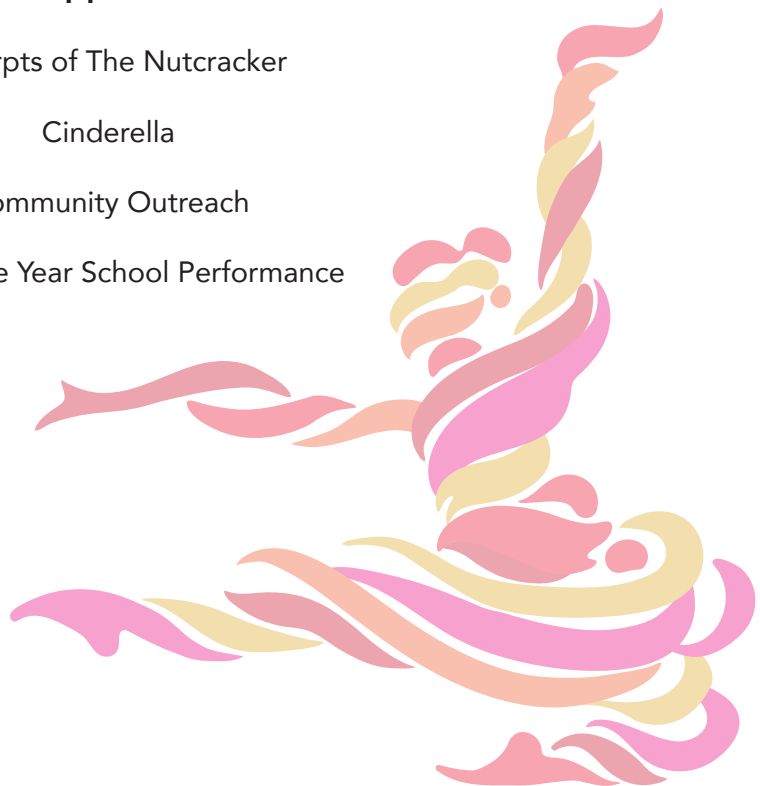 rpts of The Nutcracker
Cinderella
ommunity Outreach
e Year School Performance